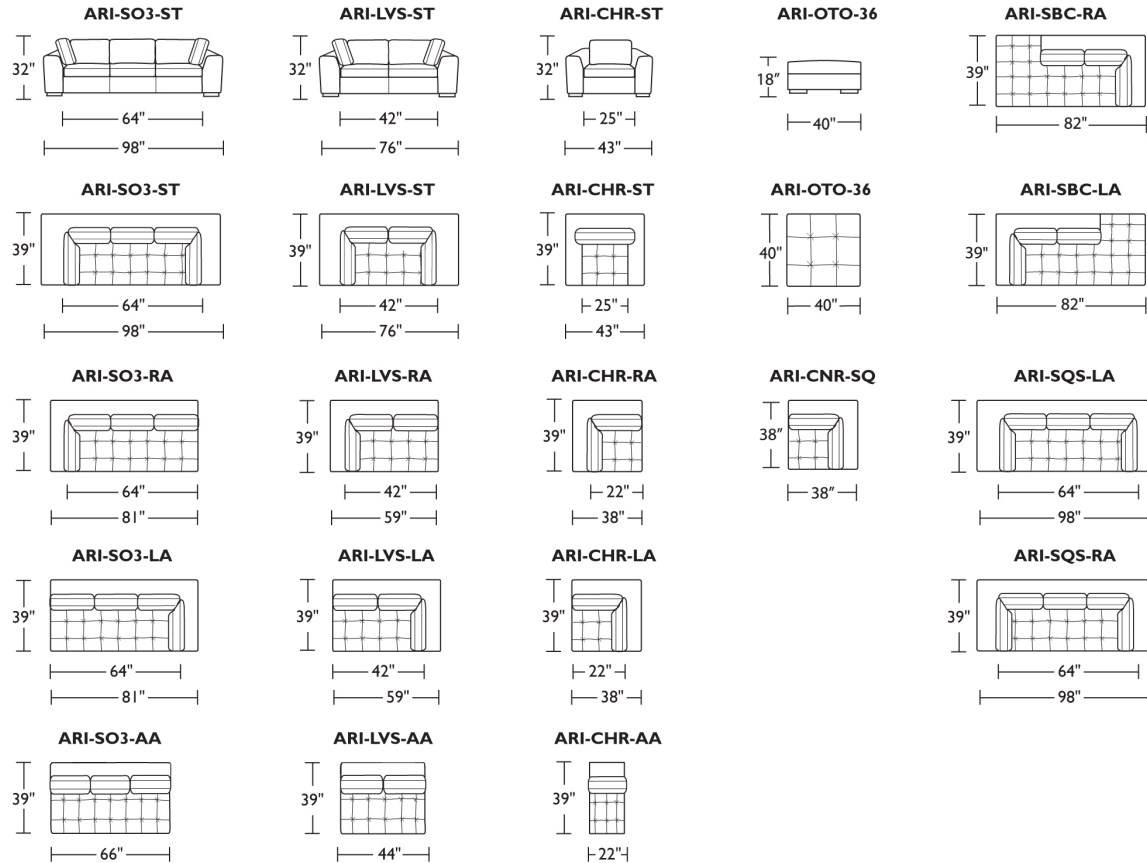 ARI-SO3-ST ARI-LVS-ST ARI-CHR-ST ARI-OTO-36 ARI-SBC-RA
32" 32" 32" 18" 39"
64" 42" 25" 40" 82"
98" 76" 43"
ARI-SO3-ST ARI-LVS-ST ARI-CHR-ST ARI-OTO-36 ARI-SBC-LA
39" 39" 39" 40" 39"
64" 42" 25" 40" 82"
98" 76" 43"
ARI-SO3-RA ARI-LVS-RA ARI-CHR-RA ARI-CNR-SQ ARI-SQS-LA
39" 39" 39" 38" 39"
64" 42" 22" 38" 64"
81" 59" 38" 98"
ARI-SO3-LA ARI-LVS-LA ARI-CHR-LA ARI-SQS-RA
39" 39" 39" 39"
64" 42" 22" 64"
81" 59" 38" 98"
ARI-SO3-AA ARI-LVS-AA ARI-CHR-AA
39" 39" 39"
66" 44" 22"